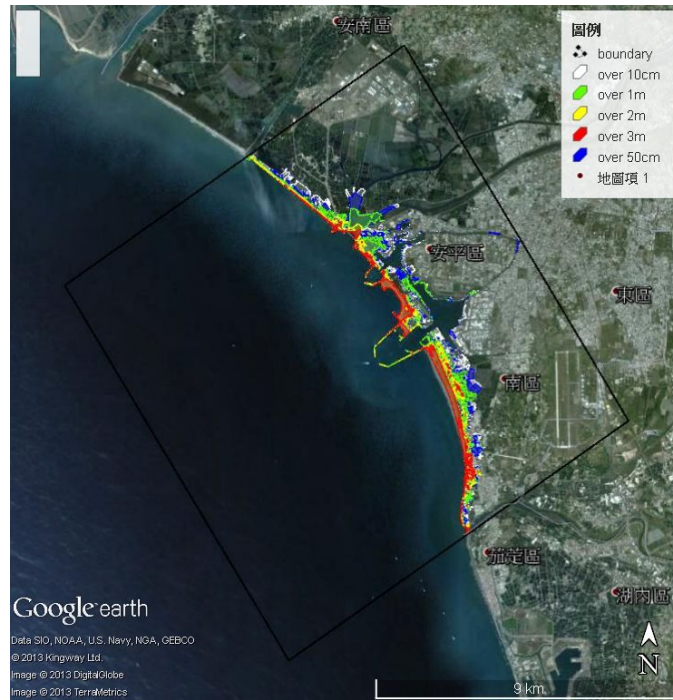 安南區
圖例
boundary
over 10cm
over 1m
over 2m
over 3m
over 50cm
地圖項 1
安平區
東區
南區
茄萣區
湖內區
Google earth
Data SIO, NOAA, U.S. Navy, NGA, GEBCO
© 2013 Kingway Ltd.
Image © 2013 DigitalGlobe
Image © 2013 TerraMetrics
N
9 km